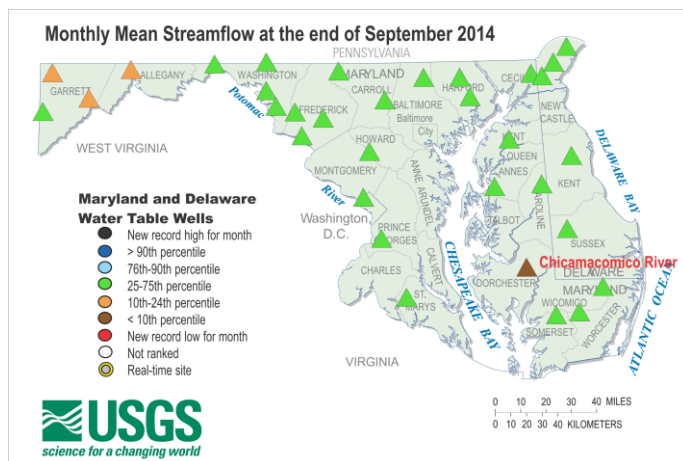 Monthly Mean Streamflow at the end of September 2014
PENNSYLVANIA
MARYLAND
GARRETT
ALLEGANY
WASHINGTON
CARROLL
HARFORD
CECIL
FREDERICK
BALTIMORE
Baltimore
City
NEW
CASTLE
Potomac
WEST VIRGINIA
HOWARD
KENT
QUEEN
ANNES
KENT
DELAWARE BAY
MONTGOMERY
ANNE ARUNDEL
River
Washington
D.C.
TALBOT
CAROLINE
PRINCE
GEORGES
SUSSEX
CHARLES
CALVERT
CHESAPEAKE BAY
Chicamacomico River
DORCHESTER
DELAWARE
MARYLAND
ST.
MARYS
WICOMICO
SOMERSET
WORCESTER
ATLANTIC OCEAN
VIRGINIA
Maryland and Delaware
Water Table Wells
New record high for month
> 90th percentile
76th-90th percentile
25-75th percentile
10th-24th percentile
< 10th percentile
New record low for month
Not ranked
Real-time site
0 10 20 30 40 MILES
0 20 40 KILOMETERS
USGS
science for a changing world